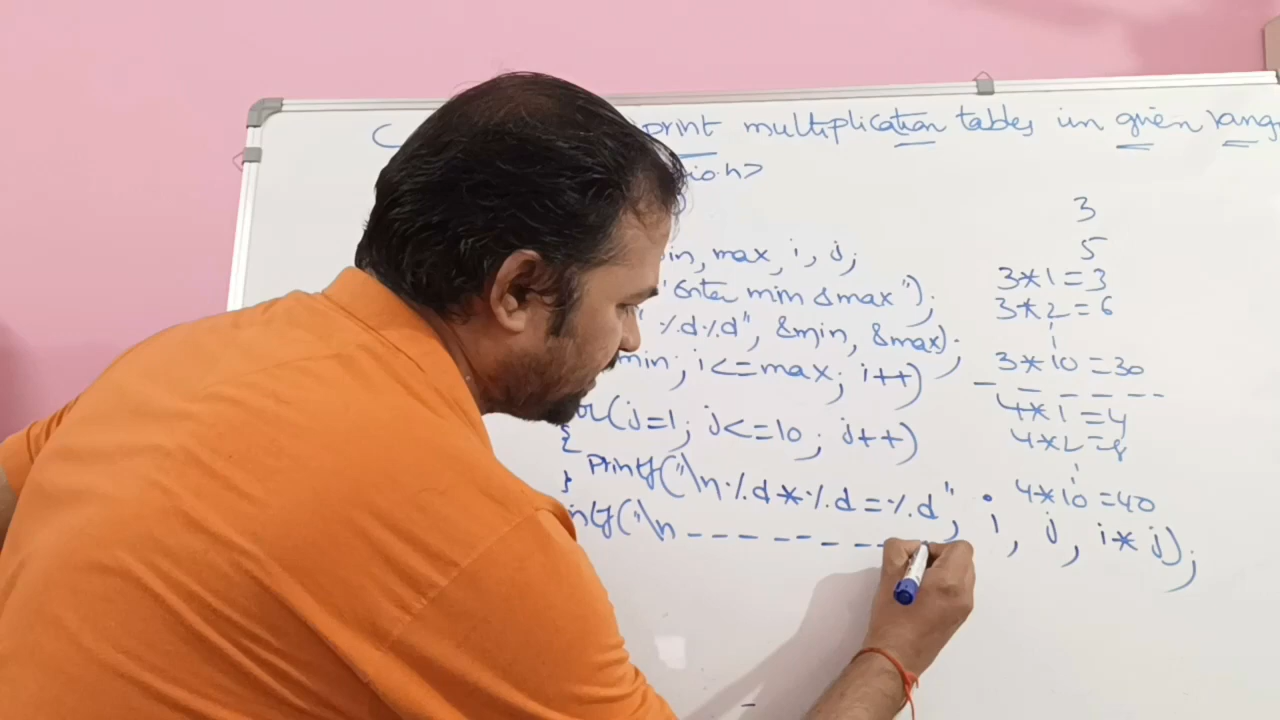 C print multiplication tables in given rang
dio.h>
in, max, i, j;
"Enter min &max");
"%d%d", &min, &max);
min; i<=max; i++)
or(j=1; j<=10; j++)
{
printf("\n%d*%d=%d", i, j, i*j);
}
ntf("\n----------
3
5
3*1=3
3*2=6
3*10=30
------
4*1=4
4*2=8
4*10=40